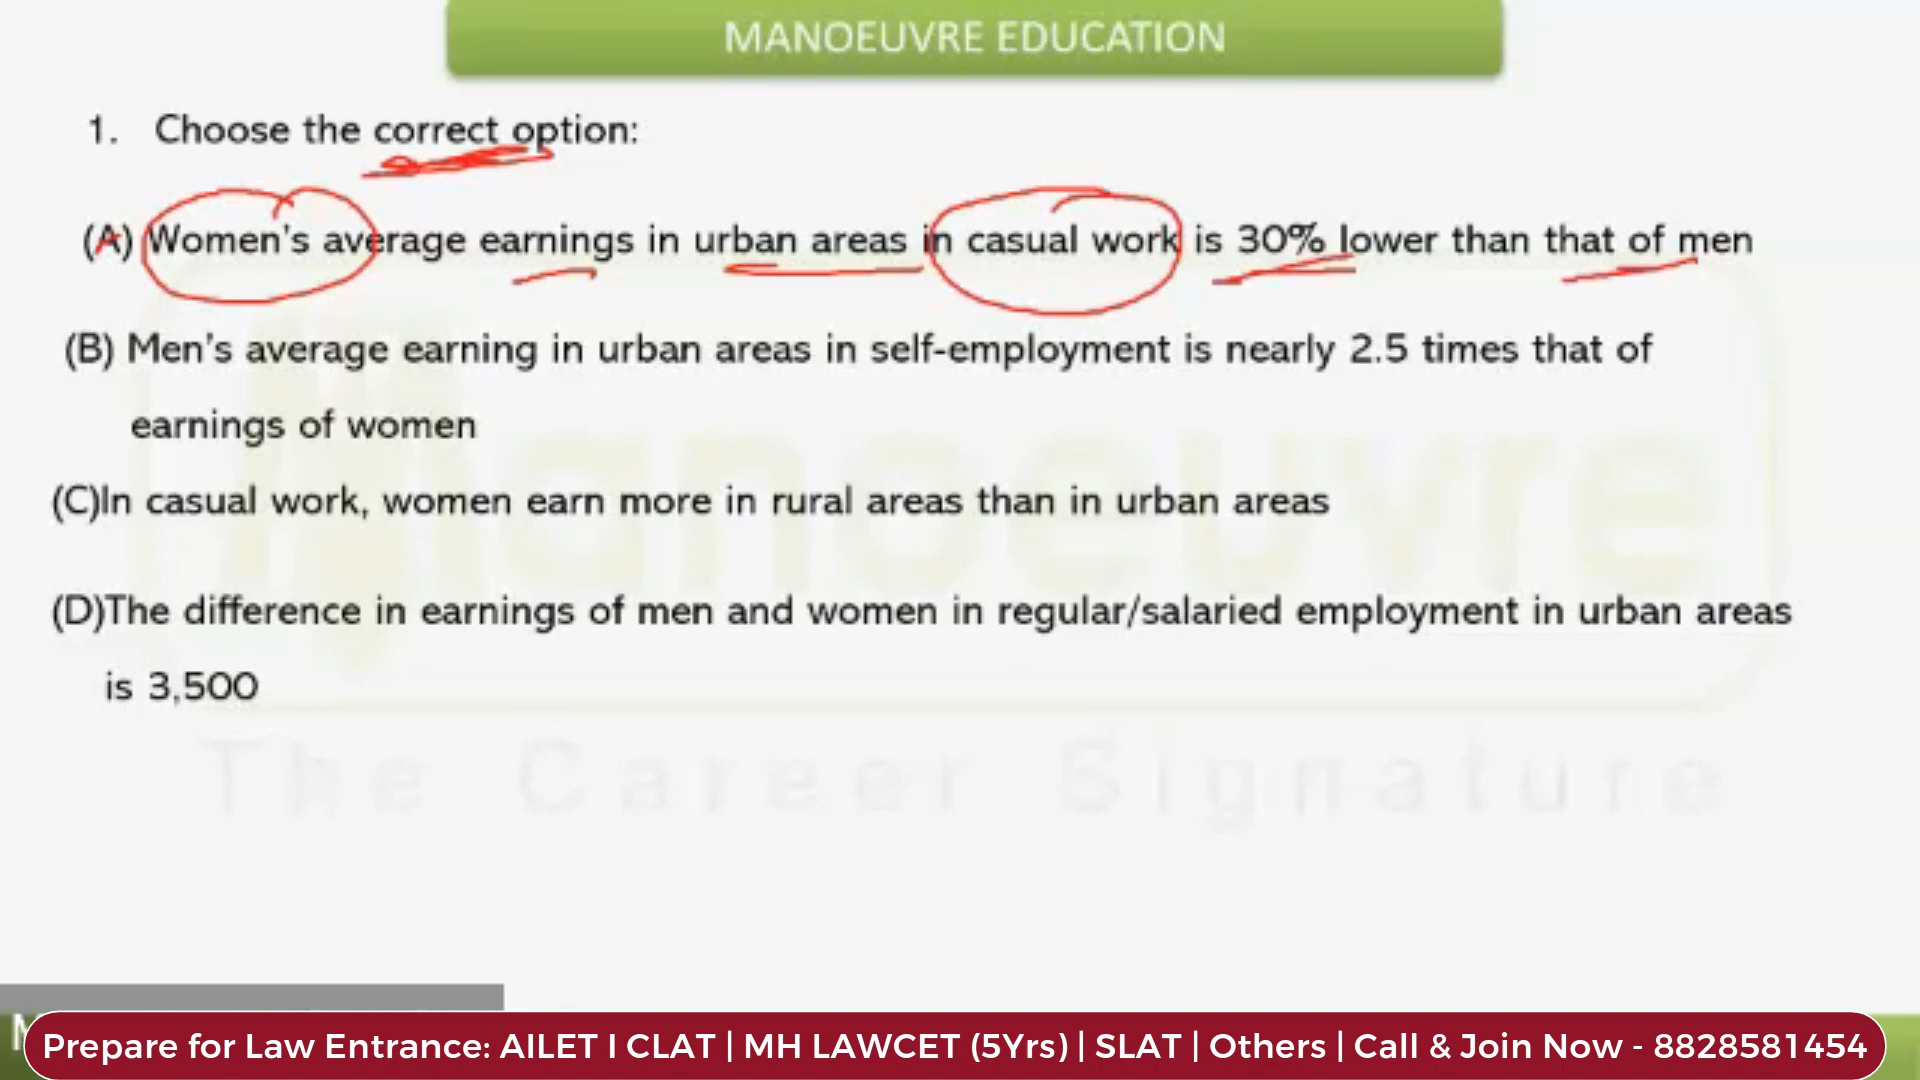 MANOEUVRE EDUCATION
1. Choose the correct option:
(A) Women's average earnings in urban areas in casual work is 30% lower than that of men
(B) Men's average earning in urban areas in self-employment is nearly 2.5 times that of
earnings of women
(C)In casual work, women earn more in rural areas than in urban areas
(D)The difference in earnings of men and women in regular/salaried employment in urban areas
is 3,500
Manoeuvre
The Career Signature
Prepare for Law Entrance: AILET I CLAT | MH LAWCET (5Yrs) | SLAT | Others | Call & Join Now - 8828581454